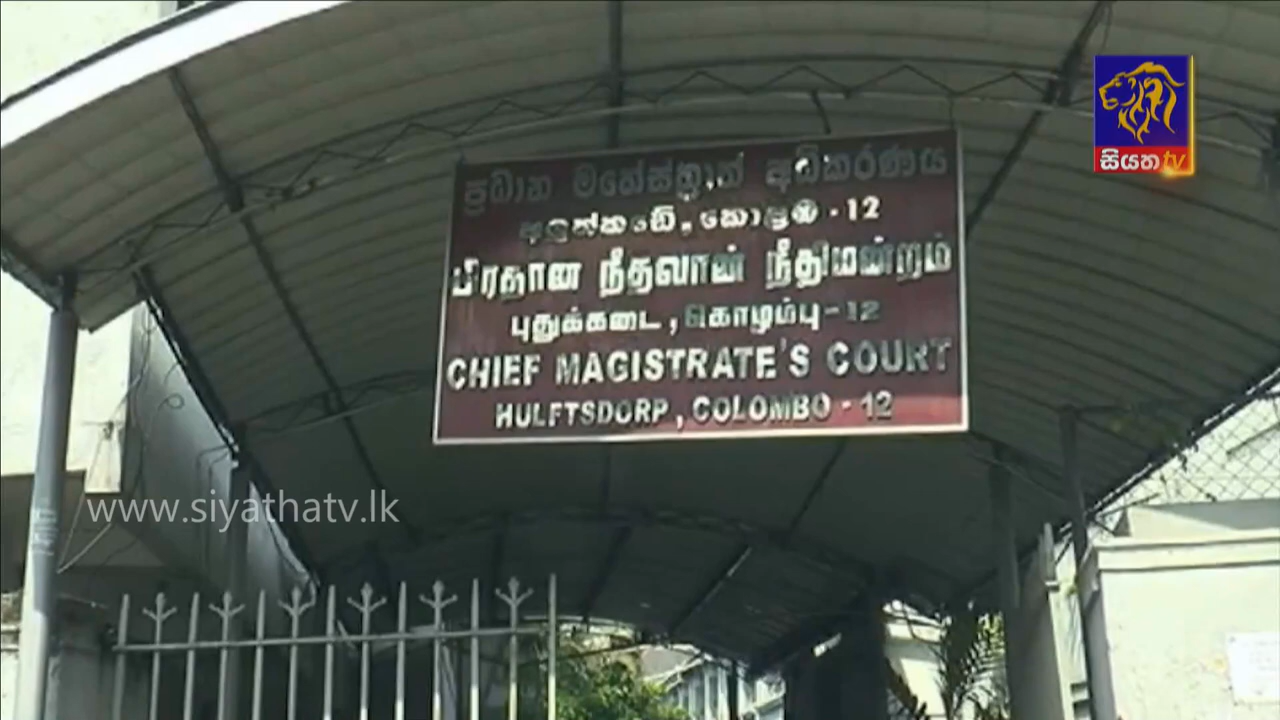 ප්‍රධාන මහේස්ත්‍රාත් අධිකරණය
අලුත්කඩේ, කොළඹ - 12
பிரதான நீதவான் நீதிமன்றம்
புதுக்கடை, கொழும்பு - 12
CHIEF MAGISTRATE'S COURT
HULFTSDORP, COLOMBO - 12
සියත tv
www.siyathatv.lk